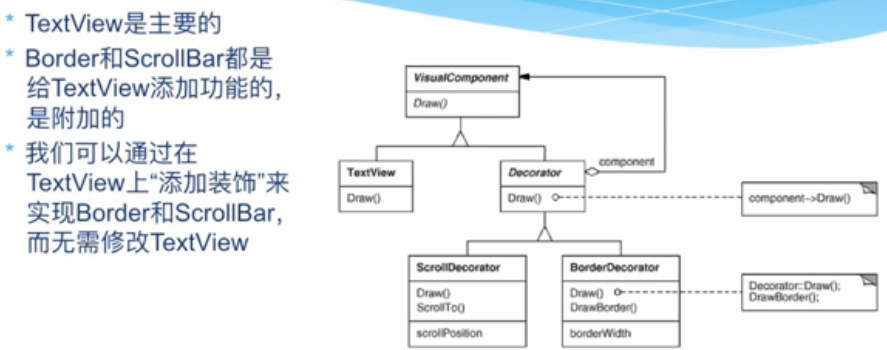 * TextView是主要的
* Border和ScrollBar都是
给TextView添加功能的，
是附加的
* 我们可以通过在
TextView上“添加装饰”来
实现Border和ScrollBar，
而无需修改TextView
VisualComponent
Draw()
TextView
Draw()
Decorator
Draw()
component
component–>Draw()
ScrollDecorator
Draw()
ScrollTo()
scrollPosition
BorderDecorator
Draw()
DrawBorder()
borderWidth
Decorator::Draw();
DrawBorder();